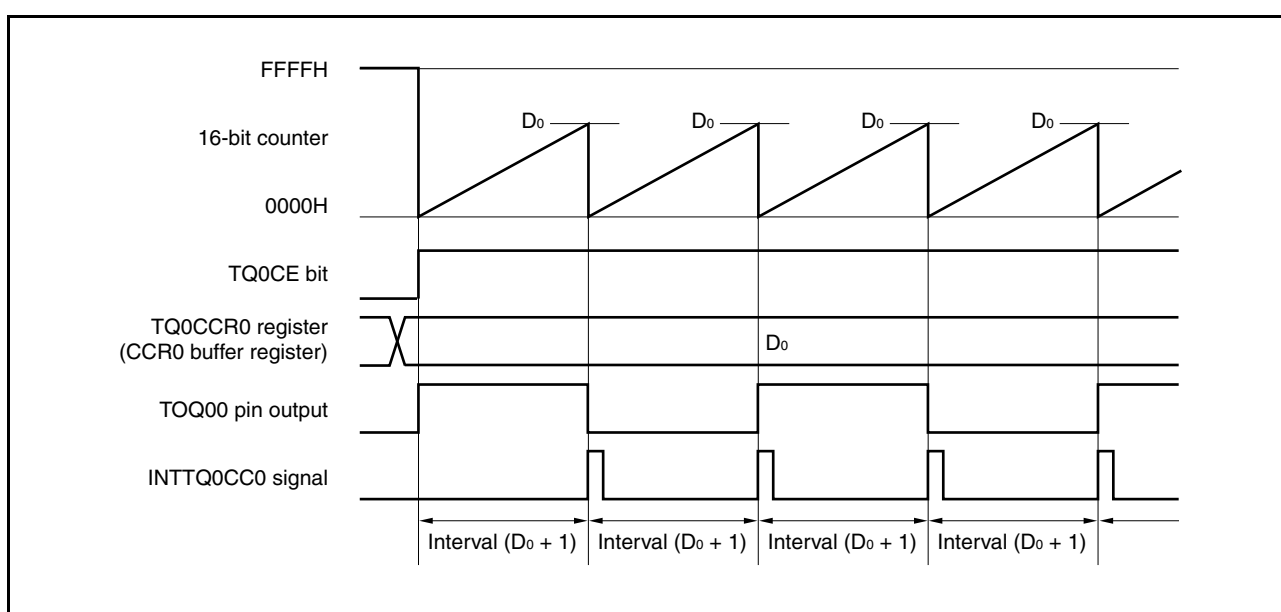 FFFFH
D0 D0 D0 D0
16-bit counter
0000H
TQ0CE bit
TQ0CCR0 register
(CCR0 buffer register)
D0
TOQ00 pin output
INTTQ0CC0 signal
Interval (D0 + 1) Interval (D0 + 1) Interval (D0 + 1) Interval (D0 + 1)